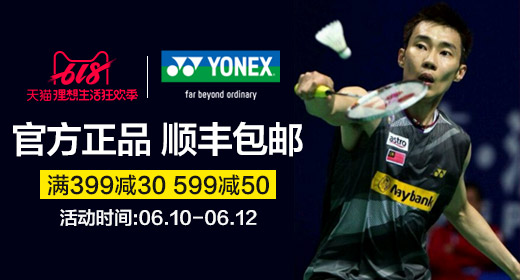 618
天猫理想生活狂欢季
YONEX
far beyond ordinary
官方正品 顺丰包邮
满399减30 599减50
活动时间:06.10-06.12
astro
Maybank